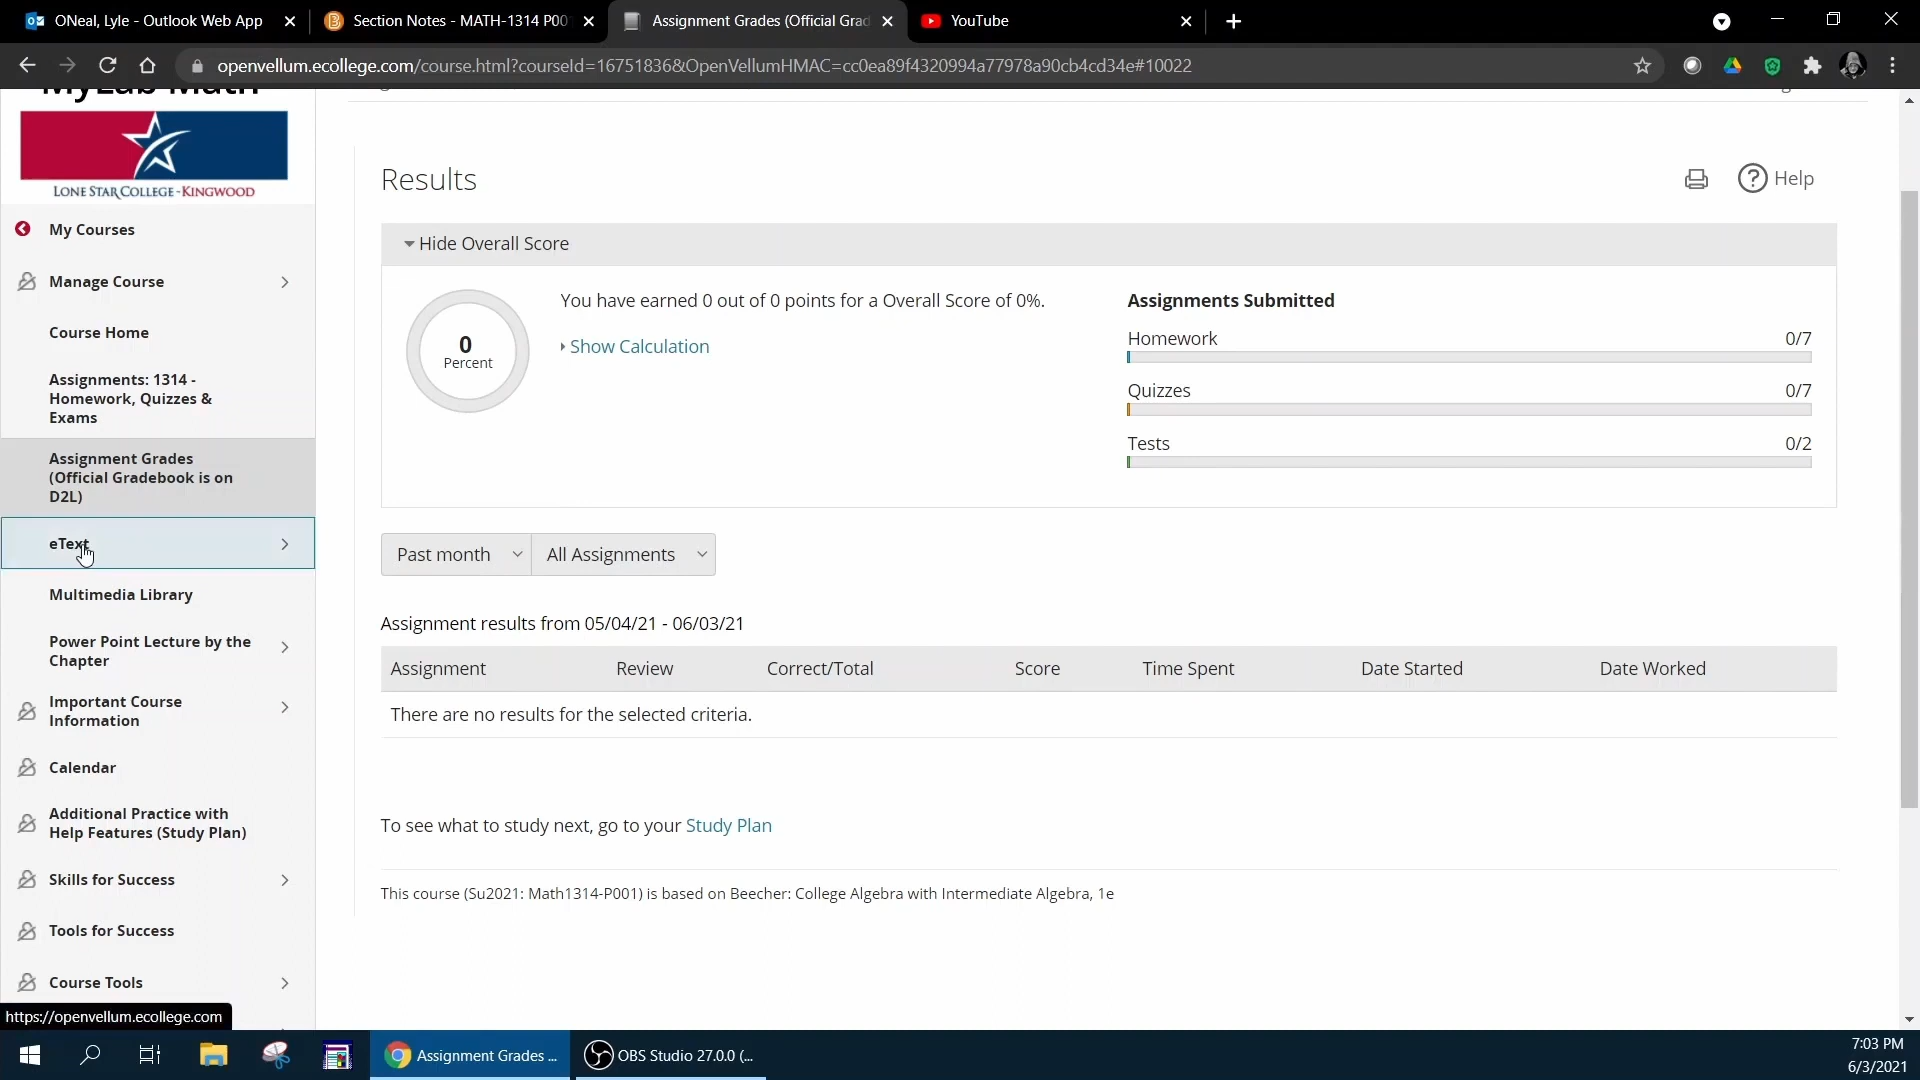 ONeal, Lyle - Outlook Web App
Section Notes - MATH-1314 P00
Assignment Grades (Official Grad
YouTube
openvellum.ecollege.com/course.html?courseId=16751836&OpenVellumHMAC=cc0ea89f4320994a77978a90cb4cd34e#10022
MyLab Math
LONE STAR COLLEGE-KINGWOOD
My Courses
Manage Course
Course Home
Assignments: 1314 -
Homework, Quizzes &
Exams
Assignment Grades
(Official Gradebook is on
D2L)
eText
Multimedia Library
Power Point Lecture by the
Chapter
Important Course
Information
Calendar
Additional Practice with
Help Features (Study Plan)
Skills for Success
Tools for Success
Course Tools
https://openvellum.ecollege.com
Results
Help
Hide Overall Score
0
Percent
You have earned 0 out of 0 points for a Overall Score of 0%.
Show Calculation
Assignments Submitted
Homework 0/7
Quizzes 0/7
Tests 0/2
Past month All Assignments
Assignment results from 05/04/21 - 06/03/21
Assignment Review Correct/Total Score Time Spent Date Started Date Worked
There are no results for the selected criteria.
To see what to study next, go to your Study Plan
This course (Su2021: Math1314-P001) is based on Beecher: College Algebra with Intermediate Algebra, 1e
Assignment Grades ...
OBS Studio 27.0.0 (...
7:03 PM
6/3/2021